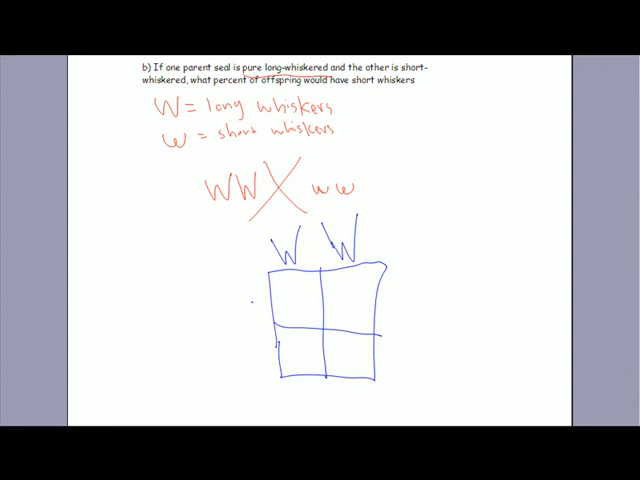 b) If one parent seal is pure long-whiskered and the other is short-
whiskered, what percent of offspring would have short whiskers
W = long whiskers
w = short whiskers
WW X ww
W W